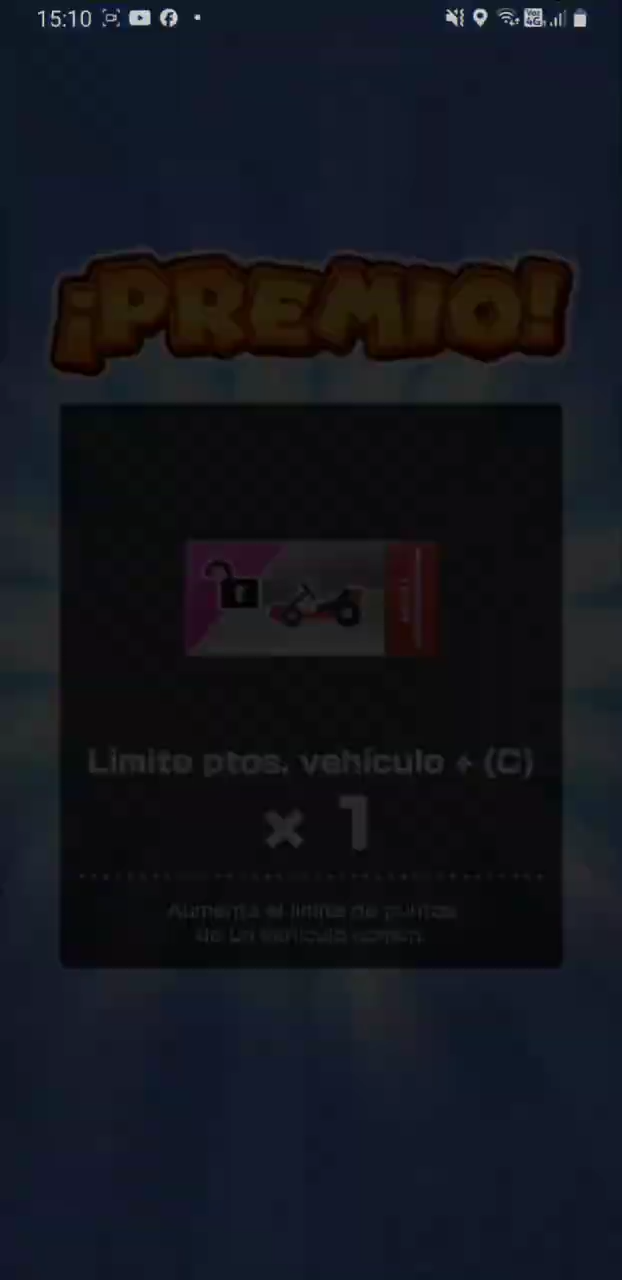 15:10
¡PREMIO!
Límite ptos. vehículo + (C)
× 1
Aumenta el límite de puntos
de un vehículo común.